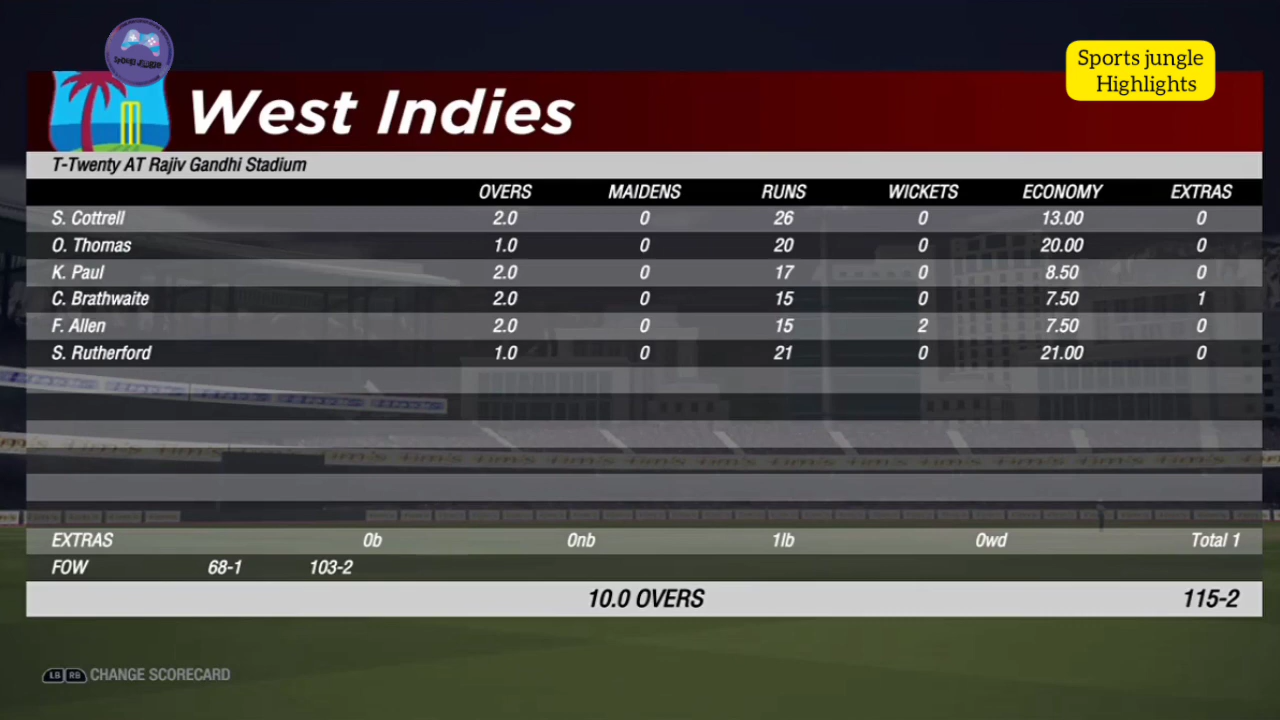 SPORTS JUNGLE
Sports jungle
Highlights
West Indies
T-Twenty AT Rajiv Gandhi Stadium
OVERS MAIDENS RUNS WICKETS ECONOMY EXTRAS
S. Cottrell 2.0 0 26 0 13.00 0
O. Thomas 1.0 0 20 0 20.00 0
K. Paul 2.0 0 17 0 8.50 0
C. Brathwaite 2.0 0 15 0 7.50 1
F. Allen 2.0 0 15 2 7.50 0
S. Rutherford 1.0 0 21 0 21.00 0
EXTRAS 0b 0nb 1lb 0wd Total 1
FOW 68-1 103-2
10.0 OVERS 115-2
LB RB CHANGE SCORECARD